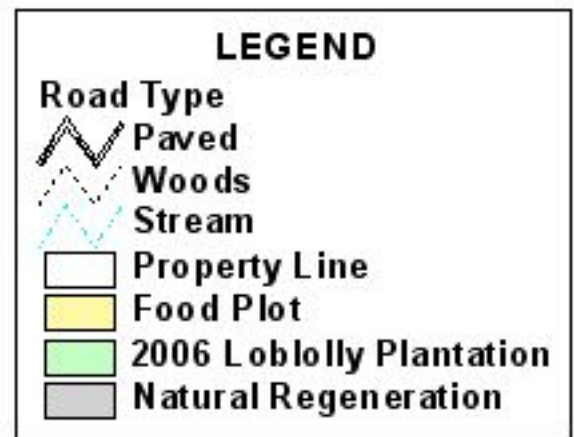 LEGEND
Road Type
Paved
Woods
Stream
Property Line
Food Plot
2006 Loblolly Plantation
Natural Regeneration